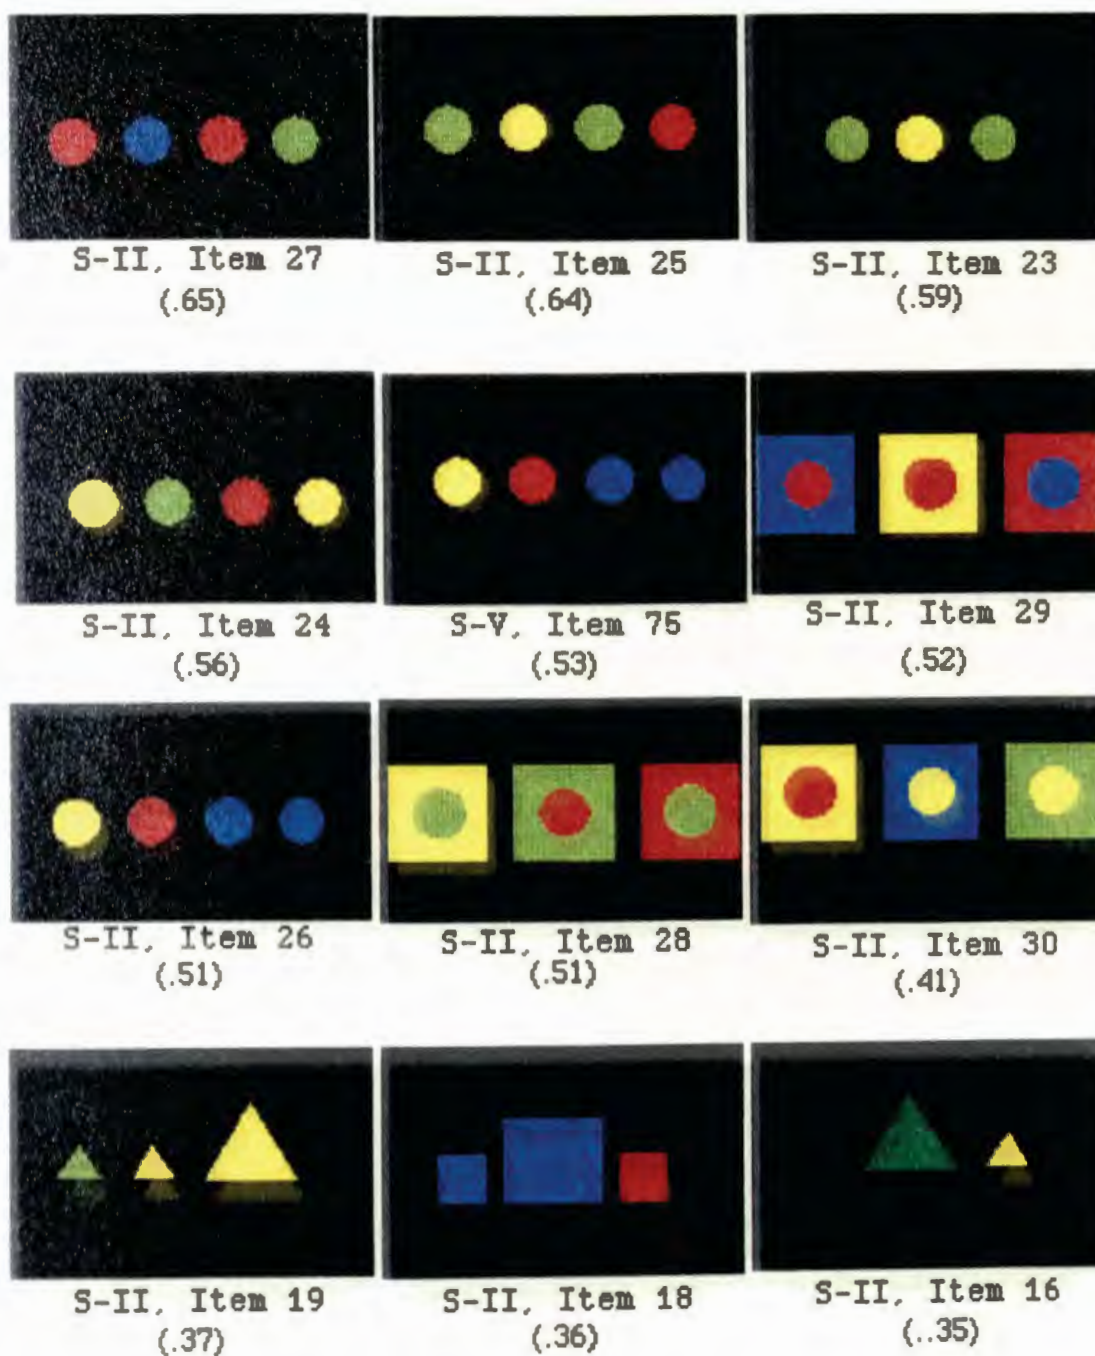 S-II, Item 27
(.65)
S-II, Item 25
(.64)
S-II, Item 23
(.59)
S-II, Item 24
(.56)
S-V, Item 75
(.53)
S-II, Item 29
(.52)
S-II, Item 26
(.51)
S-II, Item 28
(.51)
S-II, Item 30
(.41)
S-II, Item 19
(.37)
S-II, Item 18
(.36)
S-II, Item 16
(..35)